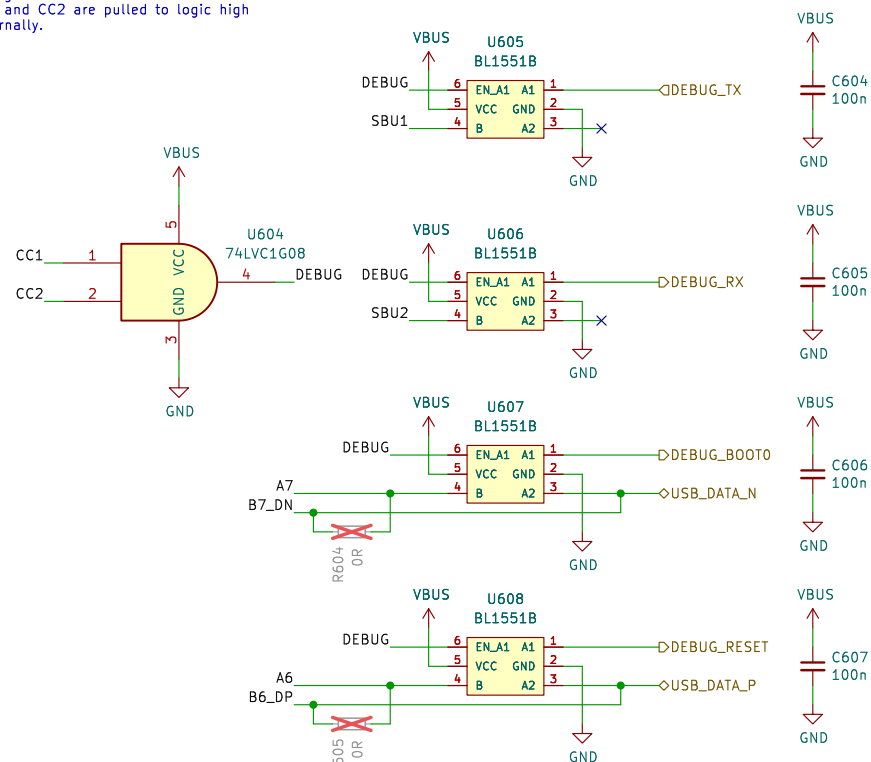 and CC2 are pulled to logic high
VBUS
5
VCC
CC1
1
CC2
2
GND
3
GND
U604
74LVC1G08
4
DEBUG
VBUS
U605
BL1551B
DEBUG
6
EN_A1
A1
1
DEBUG_TX
5
VCC
GND
2
SBU1
4
B
A2
3
GND
VBUS
C604
100n
GND
VBUS
U606
BL1551B
DEBUG
6
EN_A1
A1
1
DEBUG_RX
5
VCC
GND
2
SBU2
4
B
A2
3
GND
VBUS
C605
100n
GND
VBUS
U607
BL1551B
DEBUG
6
EN_A1
A1
1
DEBUG_BOOT0
5
VCC
GND
2
A7
4
B
A2
3
USB_DATA_N
B7_DN
R604
0R
GND
VBUS
C606
100n
GND
VBUS
U608
BL1551B
DEBUG
6
EN_A1
A1
1
DEBUG_RESET
5
VCC
GND
2
A6
4
B
A2
3
USB_DATA_P
B6_DP
0R
GND
VBUS
C607
100n
GND